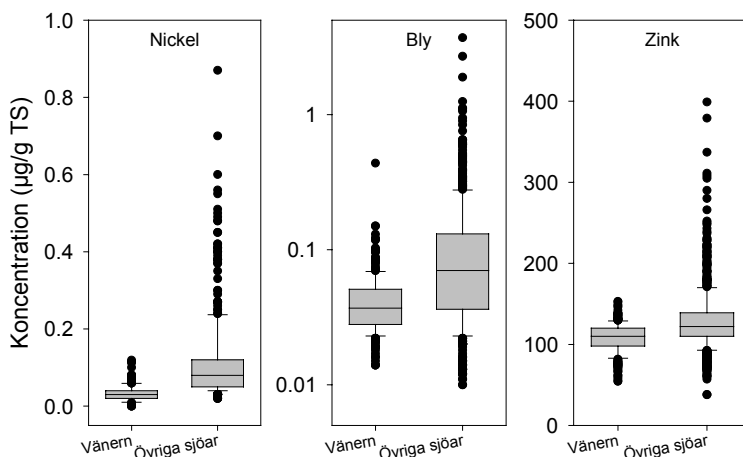 Nickel
Bly
Zink
Koncentration (µg/g TS)
1.0
0.8
0.6
0.4
0.2
0.0
1
0.1
0.01
500
400
300
200
100
0
Vänern
Övriga sjöar
Vänern
Övriga sjöar
Vänern
Övriga sjöar